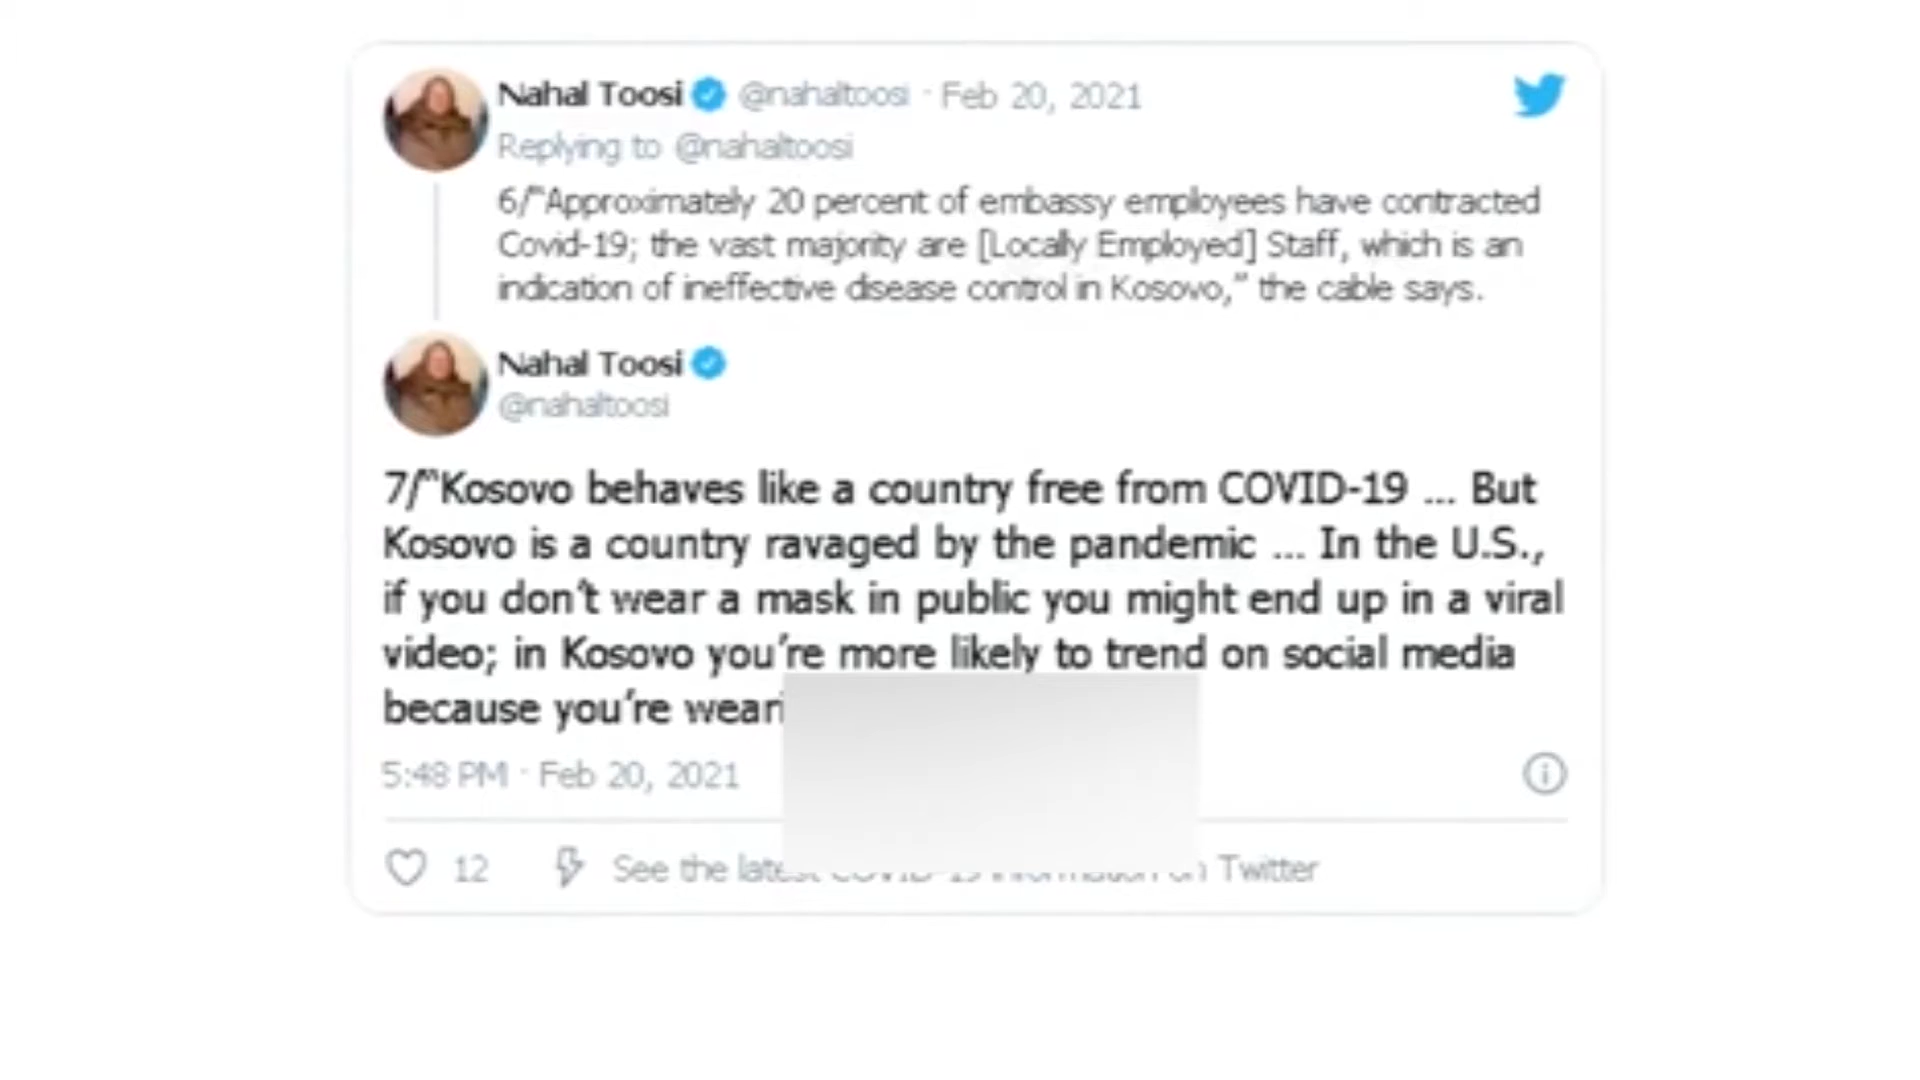 Nahal Toosi @nahaltoosi · Feb 20, 2021
Replying to @nahaltoosi
6/“Approximately 20 percent of embassy employees have contracted
Covid-19; the vast majority are [Locally Employed] Staff, which is an
indication of ineffective disease control in Kosovo,” the cable says.
Nahal Toosi
@nahaltoosi
7/“Kosovo behaves like a country free from COVID-19 ... But
Kosovo is a country ravaged by the pandemic ... In the U.S.,
if you don’t wear a mask in public you might end up in a viral
video; in Kosovo you’re more likely to trend on social media
because you’re
5:48 PM · Feb 20, 2021
12 See the Twitter